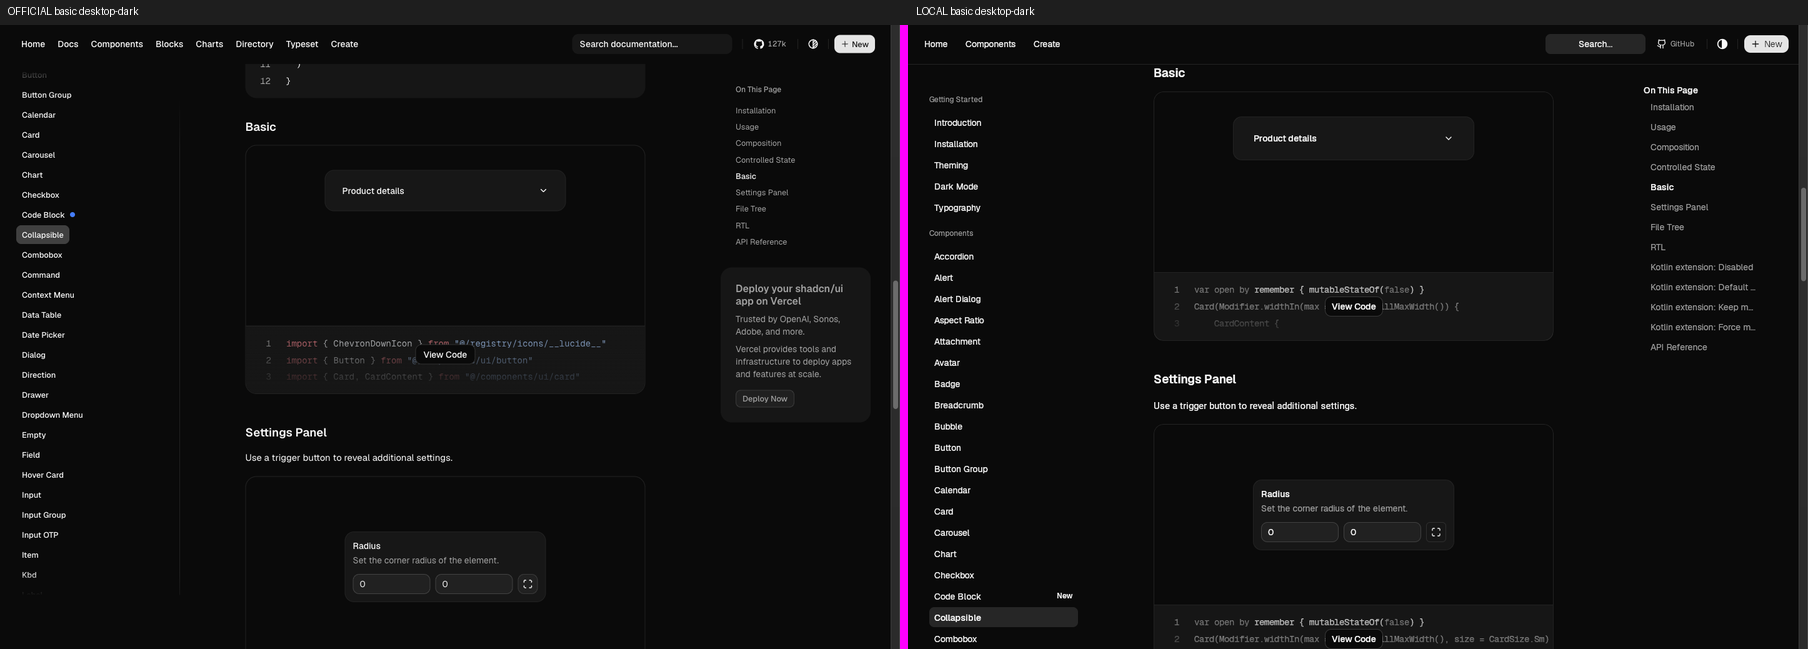 OFFICIAL basic desktop-dark
Home Docs Components Blocks Charts Directory Typeset Create
Search documentation...
127k
+ New
Button
Button Group
Calendar
Card
Carousel
Chart
Checkbox
Code Block
Collapsible
Combobox
Command
Context Menu
Data Table
Date Picker
Dialog
Direction
Drawer
Dropdown Menu
Empty
Field
Hover Card
Input
Input Group
Input OTP
Item
Kbd
11 )
12 }
Basic
Product details
1 import { ChevronDownIcon } from "@/registry/icons/__lucide__"
2 import { Button } from "@ /ui/button"
3 import { Card, CardContent } from "@/components/ui/card"
View Code
Settings Panel
Use a trigger button to reveal additional settings.
Radius
Set the corner radius of the element.
0 0
On This Page
Installation
Usage
Composition
Controlled State
Basic
Settings Panel
File Tree
RTL
API Reference
Deploy your shadcn/ui
app on Vercel
Trusted by OpenAI, Sonos,
Adobe, and more.
Vercel provides tools and
infrastructure to deploy apps
and features at scale.
Deploy Now
LOCAL basic desktop-dark
Home Components Create
Search...
GitHub
+ New
Getting Started
Introduction
Installation
Theming
Dark Mode
Typography
Components
Accordion
Alert
Alert Dialog
Aspect Ratio
Attachment
Avatar
Badge
Breadcrumb
Bubble
Button
Button Group
Calendar
Card
Carousel
Chart
Checkbox
Code Block New
Collapsible
Combobox
Basic
Product details
1 var open by remember { mutableStateOf(false) }
2 Card(Modifier.widthIn(max llMaxWidth()) {
3 CardContent {
View Code
Settings Panel
Use a trigger button to reveal additional settings.
Radius
Set the corner radius of the element.
0 0
1 var open by remember { mutableStateOf(false) }
2 Card(Modifier.widthIn(max llMaxWidth(), size = CardSize.Sm)
View Code
On This Page
Installation
Usage
Composition
Controlled State
Basic
Settings Panel
File Tree
RTL
Kotlin extension: Disabled
Kotlin extension: Default ...
Kotlin extension: Keep m...
Kotlin extension: Force m...
API Reference